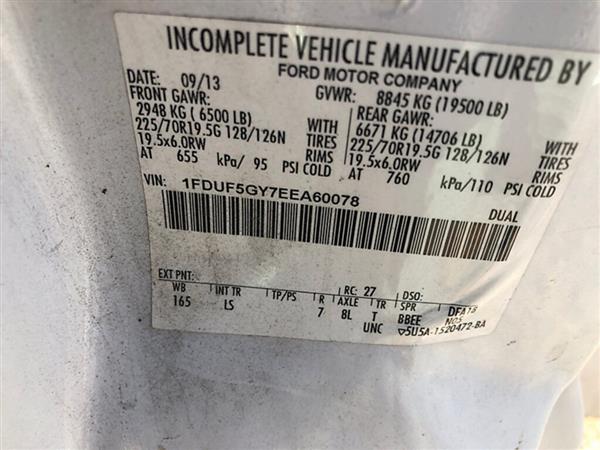 INCOMPLETE VEHICLE MANUFACTURED BY
FORD MOTOR COMPANY
DATE: 09/13 GVWR: 8845 KG (19500 LB)
FRONT GAWR: REAR GAWR:
2948 KG ( 6500 LB) WITH 6671 KG ( 14706 LB) WITH
225/70R19.5G 128/126N TIRES 225/70R19.5G 128/126N TIRES
19.5x6.0RW RIMS 19.5x6.0RW RIMS
AT 655 kPa/ 95 PSI COLD AT 760 kPa/110 PSI COLD
VIN: 1FDUF5GY7EEA60078 DUAL
EXT PNT: RC: 27 DSO:
WB INT TR TP/PS R AXLE TR SPR
165 LS 7 8L T BBEE
UNC ▽5U5A-1520472-BA